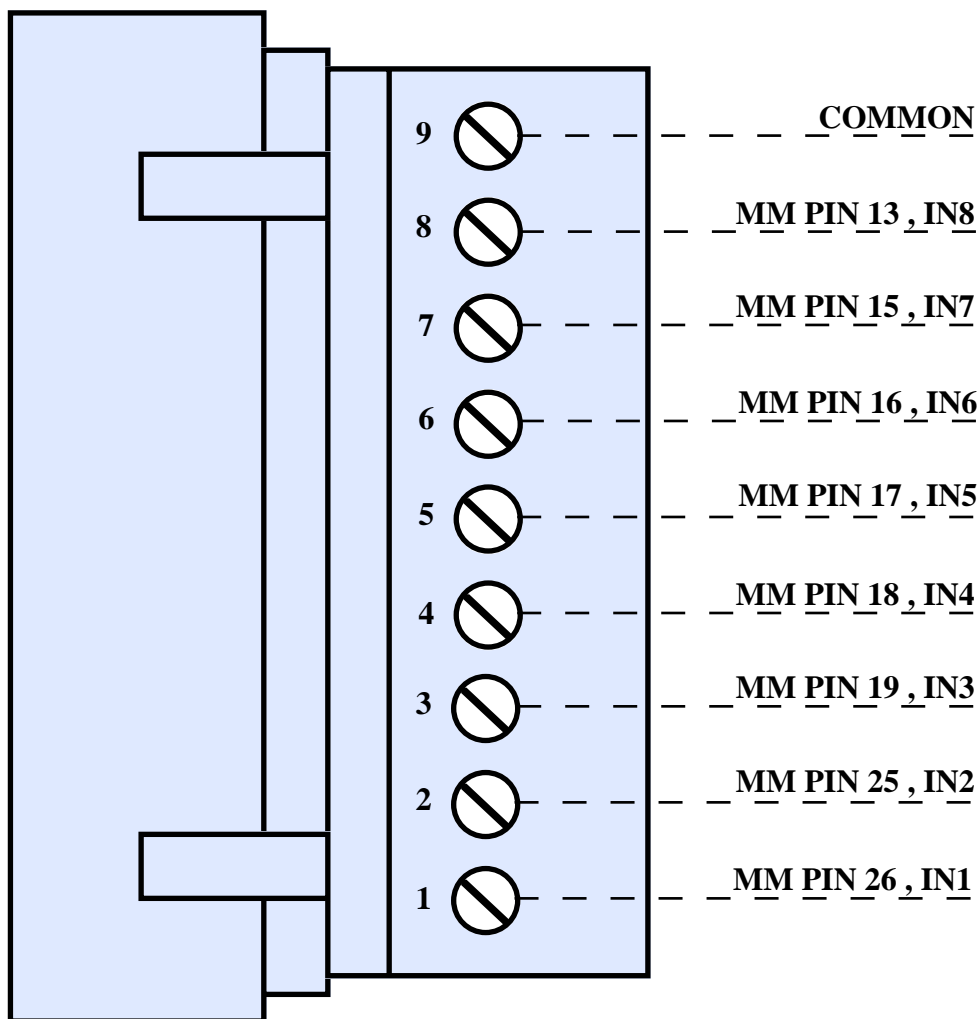 9 COMMON
8 MM PIN 13 , IN8
7 MM PIN 15 , IN7
6 MM PIN 16 , IN6
5 MM PIN 17 , IN5
4 MM PIN 18 , IN4
3 MM PIN 19 , IN3
2 MM PIN 25 , IN2
1 MM PIN 26 , IN1